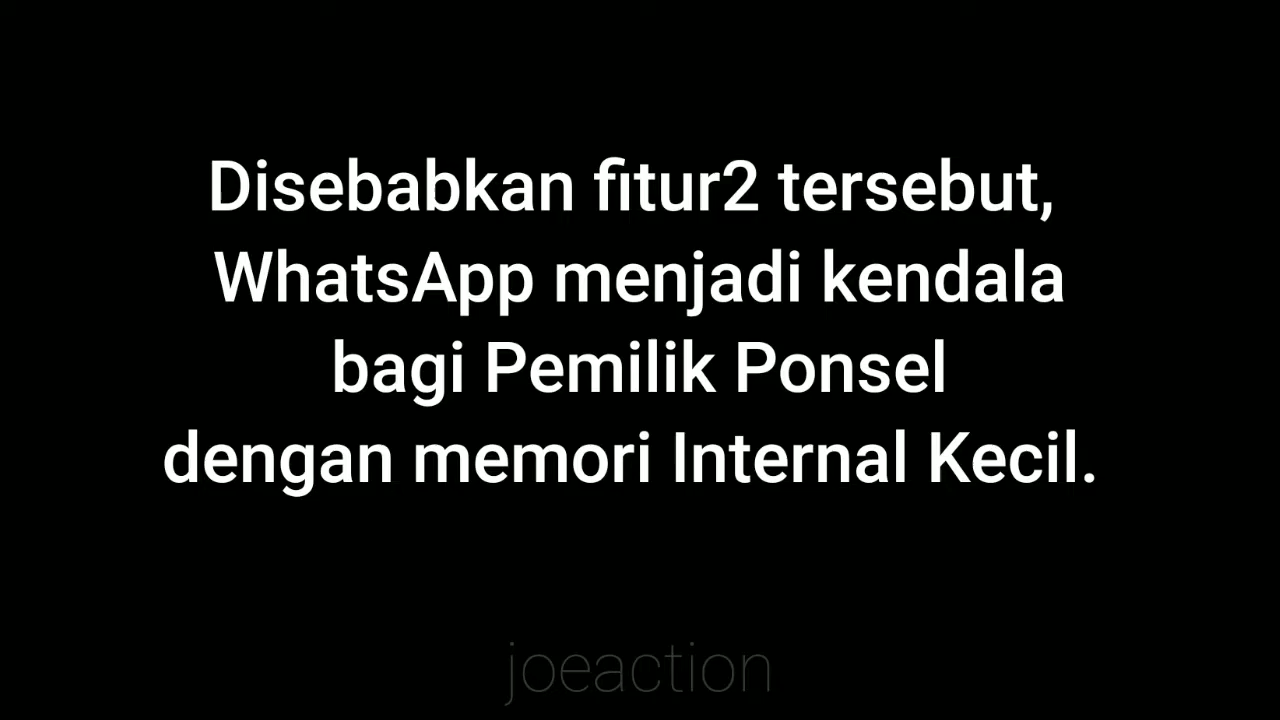 Disebabkan fitur2 tersebut,
WhatsApp menjadi kendala
bagi Pemilik Ponsel
dengan memori Internal Kecil.
joeaction